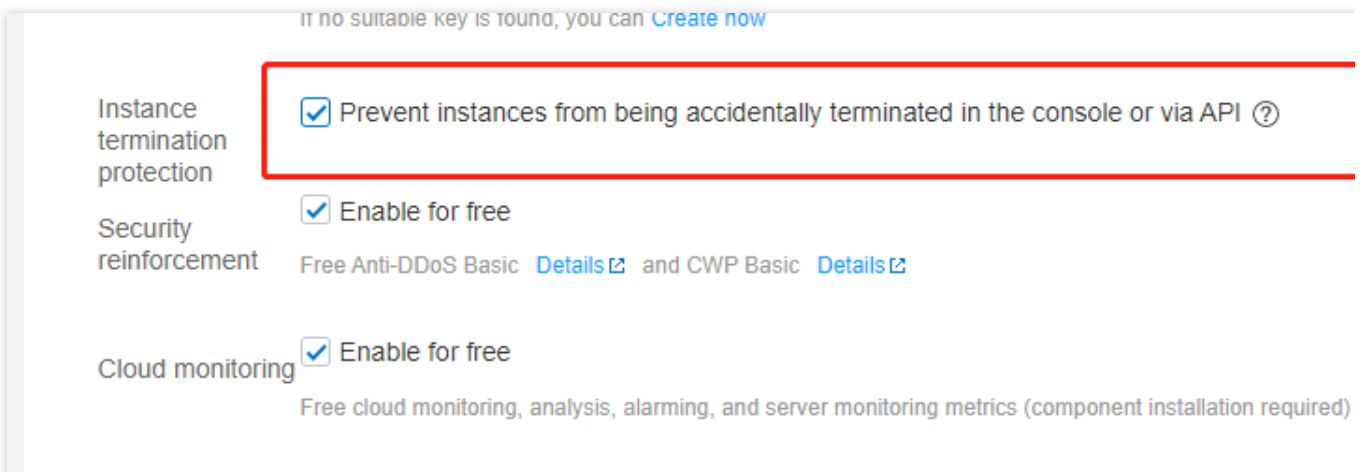 If no suitable key is found, you can Create now
Instance
termination
protection
Prevent instances from being accidentally terminated in the console or via API ?
Security
reinforcement
Enable for free
Free Anti-DDoS Basic Details and CWP Basic Details
Cloud monitoring
Enable for free
Free cloud monitoring, analysis, alarming, and server monitoring metrics (component installation required)